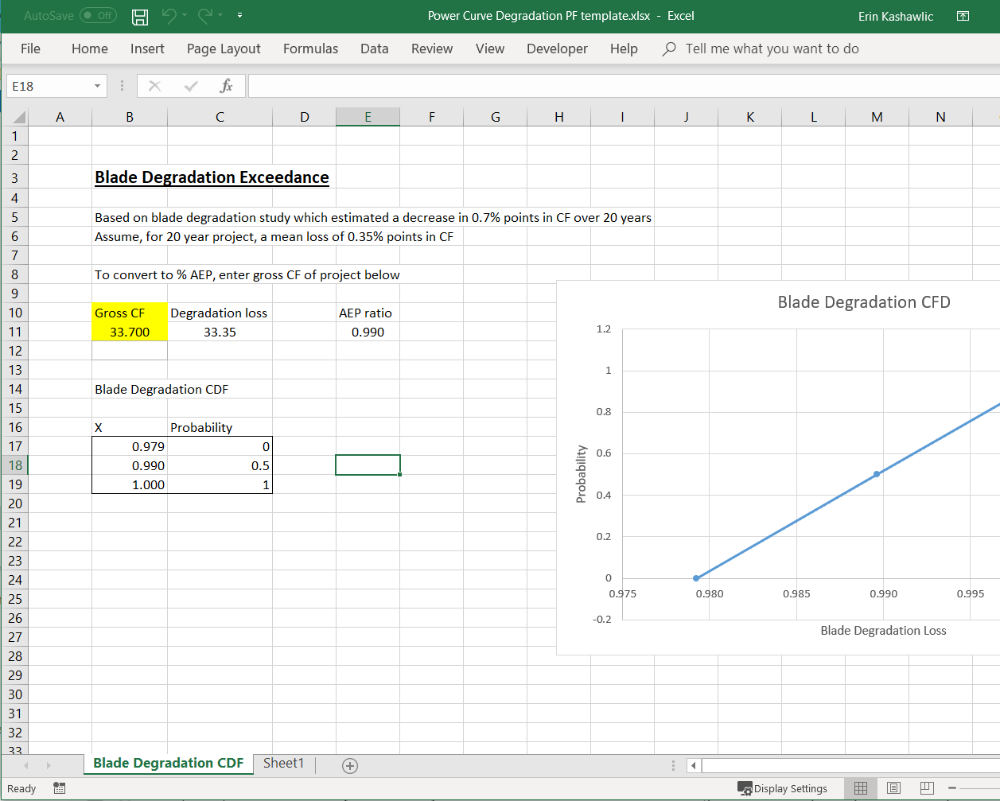 AutoSave Off Power Curve Degradation PF template.xlsx - Excel Erin Kashawlic
File Home Insert Page Layout Formulas Data Review View Developer Help Tell me what you want to do
E18 fx
A B C D E F G H I J K L M N
1
2
3 Blade Degradation Exceedance
4
5 Based on blade degradation study which estimated a decrease in 0.7% points in CF over 20 years
6 Assume, for 20 year project, a mean loss of 0.35% points in CF
7
8 To convert to % AEP, enter gross CF of project below
9
10 Gross CF Degradation loss AEP ratio
11 33.700 33.35 0.990
12
13
14 Blade Degradation CDF
15
16 X Probability
17 0.979 0
18 0.990 0.5
19 1.000 1
20
21
22
23
24
25
26
27
28
29
30
31
32
33
Blade Degradation CFD
1.2
1
0.8
0.6
0.4
0.2
0
-0.2
Probability
0.975 0.980 0.985 0.990 0.995
Blade Degradation Loss
Blade Degradation CDF Sheet1
Ready Display Settings